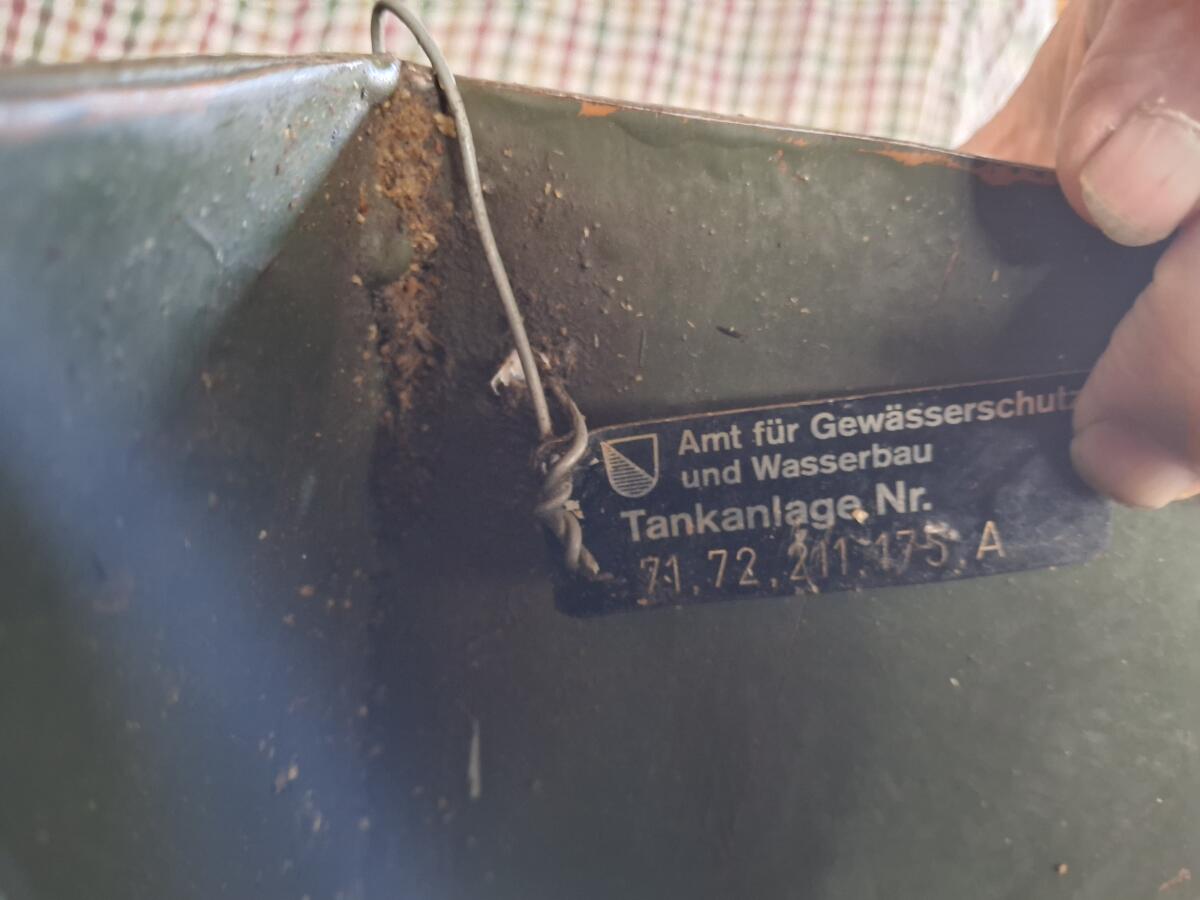 Amt für Gewässerschutz
und Wasserbau
Tankanlage Nr.
71.72.211.175.A